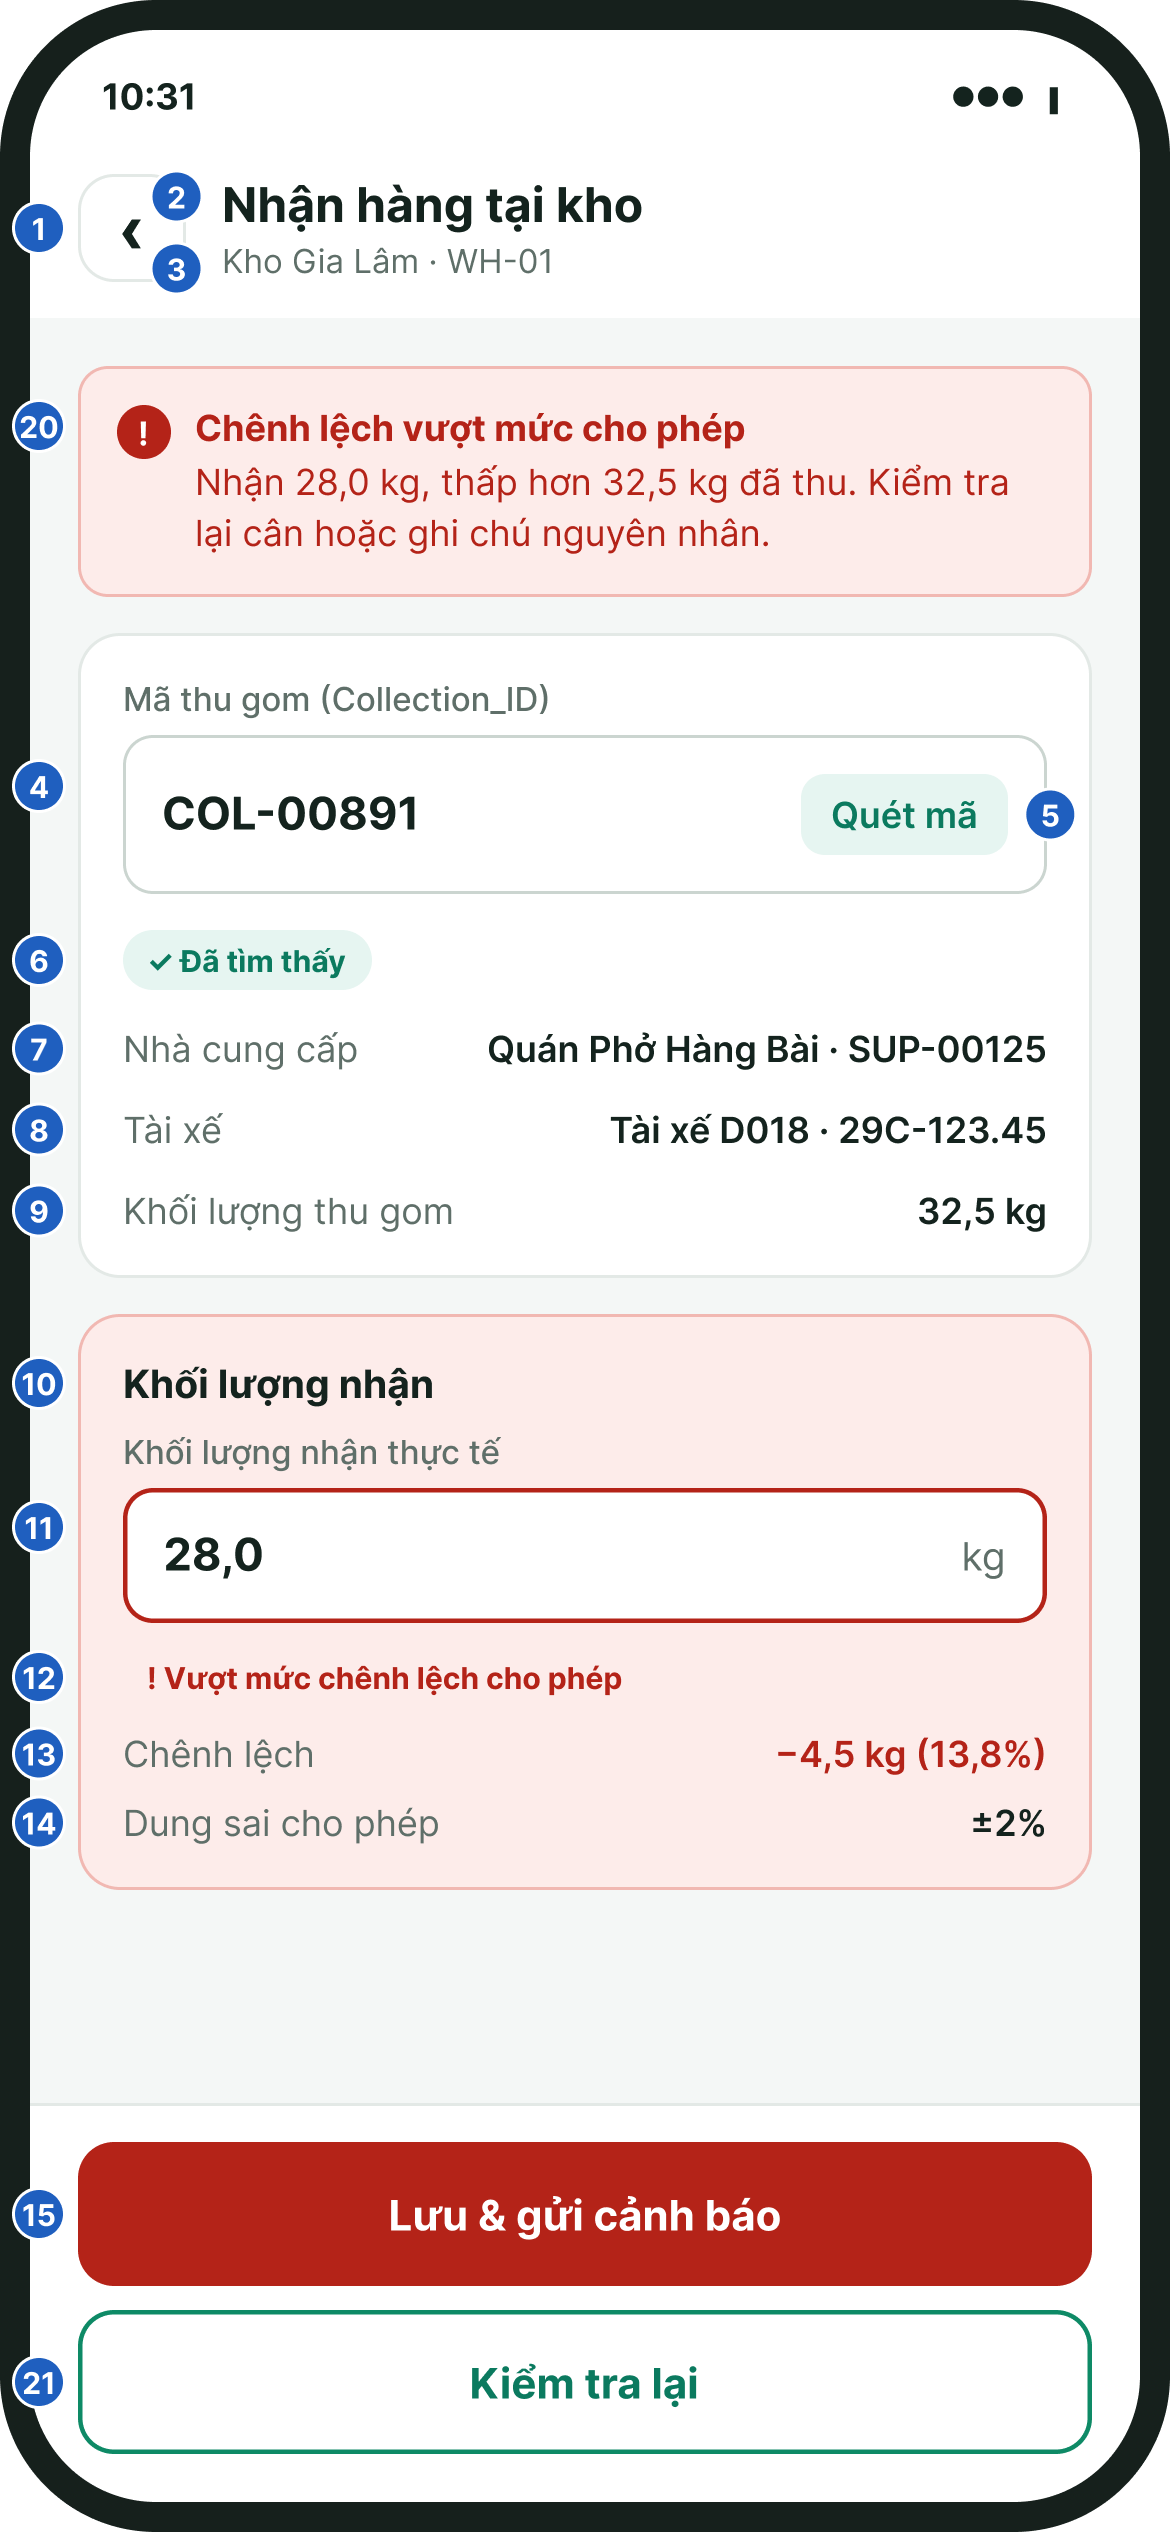 10:31
1
2
Nhận hàng tại kho
3
Kho Gia Lâm · WH-01
20
! Chênh lệch vượt mức cho phép
Nhận 28,0 kg, thấp hơn 32,5 kg đã thu. Kiểm tra
lại cân hoặc ghi chú nguyên nhân.
Mã thu gom (Collection_ID)
4
COL-00891
Quét mã
5
6
✓ Đã tìm thấy
7
Nhà cung cấp
Quán Phở Hàng Bài · SUP-00125
8
Tài xế
Tài xế D018 · 29C-123.45
9
Khối lượng thu gom
32,5 kg
10
Khối lượng nhận
Khối lượng nhận thực tế
11
28,0
kg
12
! Vượt mức chênh lệch cho phép
13
Chênh lệch
−4,5 kg (13,8%)
14
Dung sai cho phép
±2%
15
Lưu & gửi cảnh báo
21
Kiểm tra lại